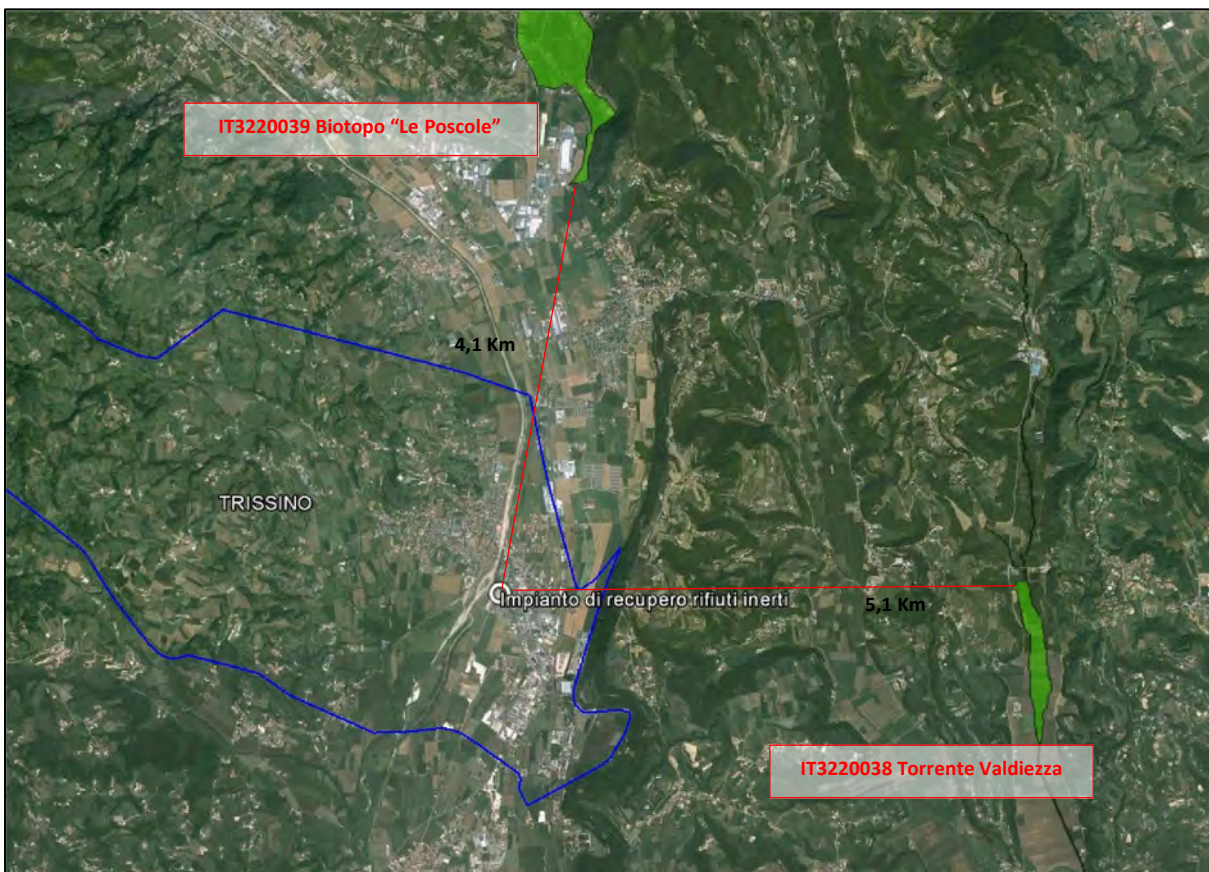 IT3220039 Biotopo “Le Poscole”
4,1 Km
TRISSINO
Impianto di recupero rifiuti inerti
5,1 Km
IT3220038 Torrente Valdiezza